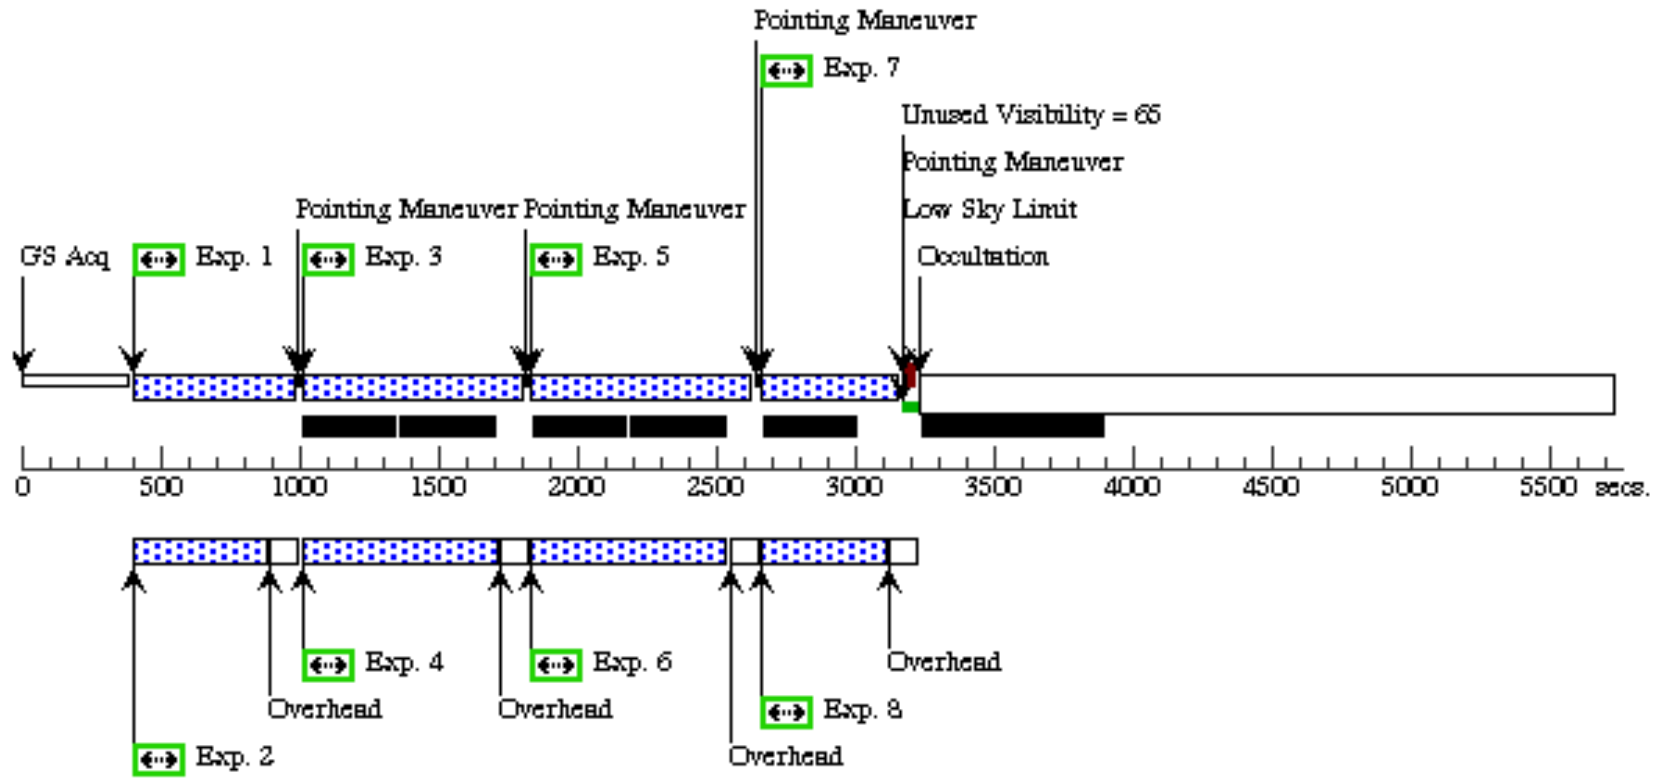 Pointing Maneuver
Exp. 7
Unused Visibility = 65
Pointing Maneuver
Pointing Maneuver Pointing Maneuver Low Sky Limit
GS Acq Exp. 1 Exp. 3 Exp. 5 Occultation
0 500 1000 1500 2000 2500 3000 3500 4000 4500 5000 5500 secs.
Exp. 4 Exp. 6 Overhead
Overhead Overhead Exp. 8
Exp. 2 Overhead